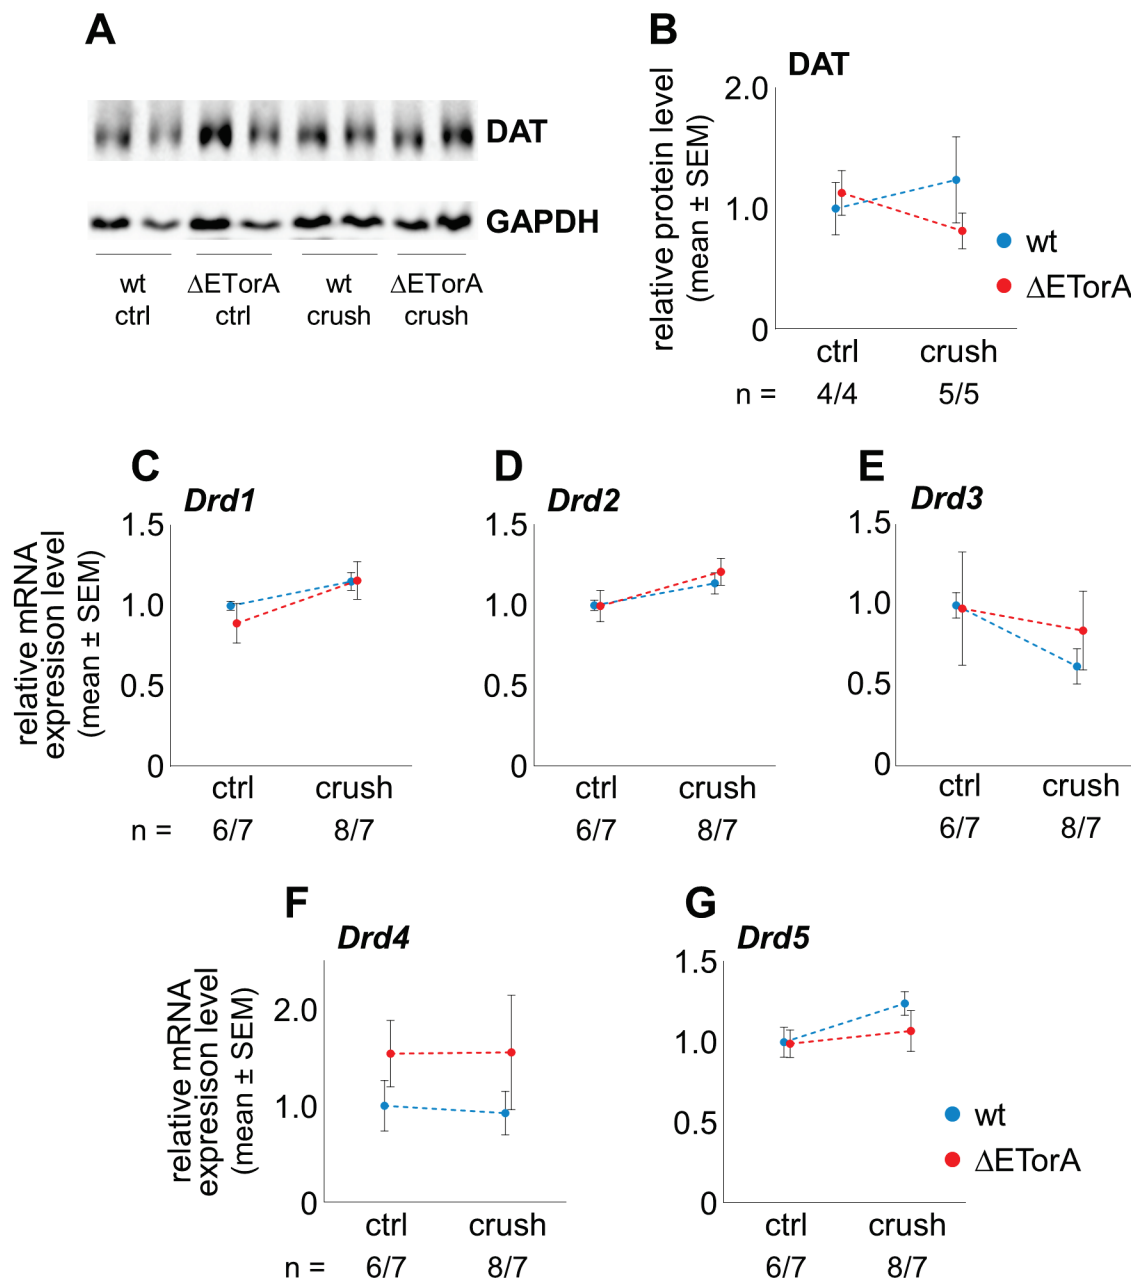 A
DAT
GAPDH
wt ΔETorA wt ΔETorA
ctrl ctrl crush crush
B
DAT
relative protein level
(mean ± SEM)
2.0
1.0
0
wt
ΔETorA
ctrl crush
n = 4/4 5/5
C
Drd1
relative mRNA
expresison level
(mean ± SEM)
1.5
1.0
0.5
0
ctrl crush
n = 6/7 8/7
D
Drd2
1.5
1.0
0.5
0
ctrl crush
6/7 8/7
E
Drd3
1.5
1.0
0.5
0
ctrl crush
6/7 8/7
F
Drd4
relative mRNA
expresison level
(mean ± SEM)
2.0
1.0
0
ctrl crush
n = 6/7 8/7
G
Drd5
1.5
1.0
0.5
0
wt
ΔETorA
ctrl crush
6/7 8/7